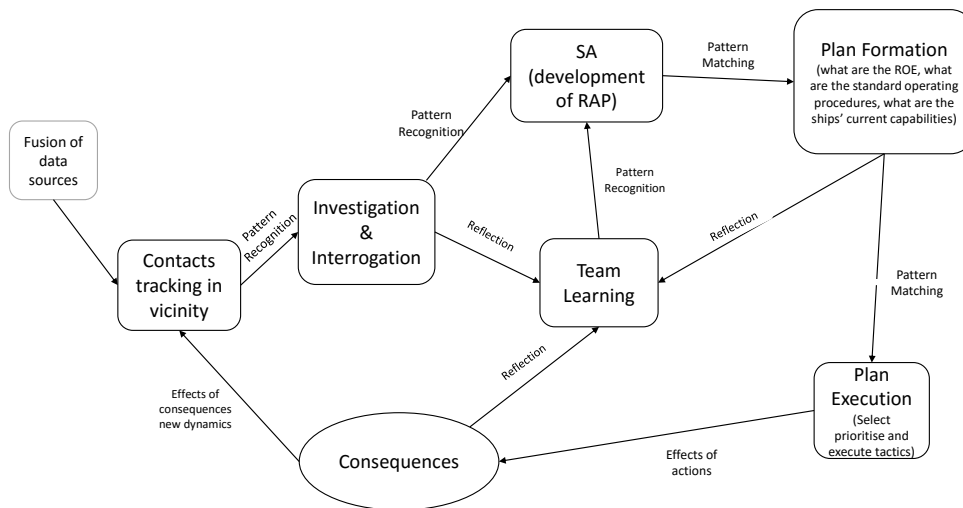 SA
(development
of RAP)
Pattern
Matching
Plan Formation
(what are the ROE, what
are the standard operating
procedures, what are the
ships' current capabilities)
Pattern
Recognition
Fusion of
data
sources
Pattern
Recognition
Investigation
&
Interrogation
Pattern
Recognition
Reflection
Reflection
Contacts
tracking in
vicinity
Team
Learning
Pattern
Matching
Reflection
Effects of
consequences
new dynamics
Plan
Execution
(Select
prioritise and
execute tactics)
Consequences
Effects of
actions